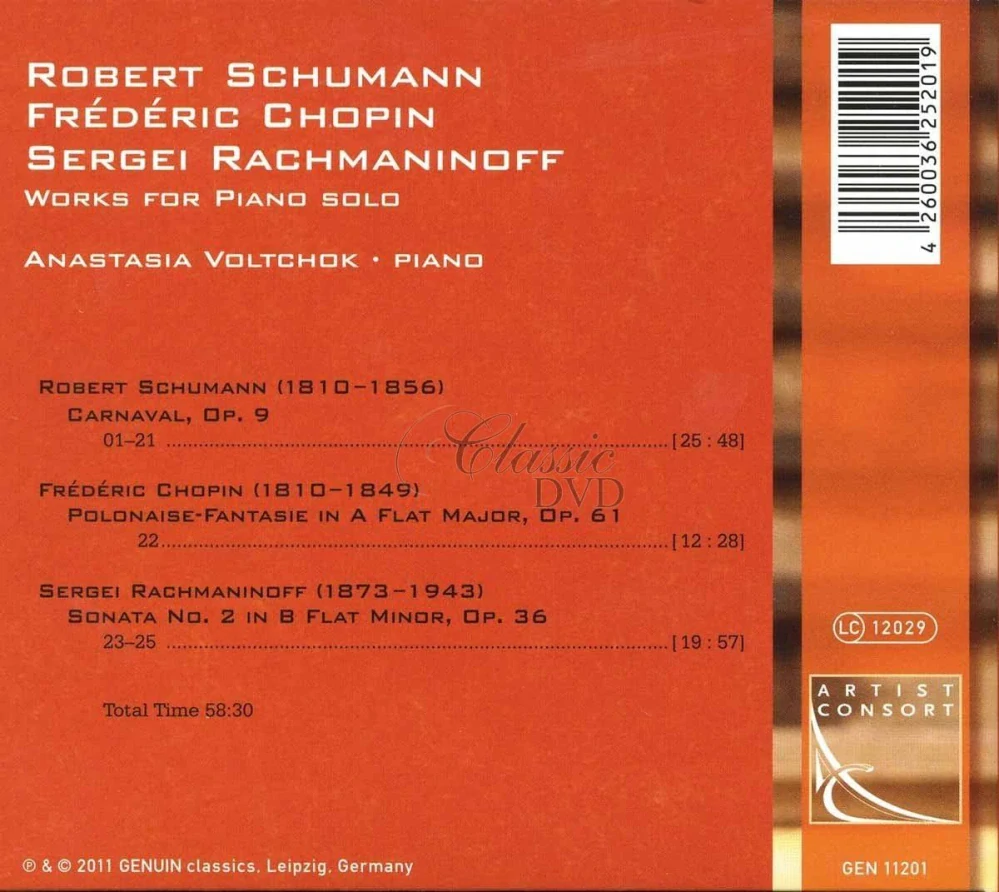 ROBERT SCHUMANN
FRÉDÉRIC CHOPIN
SERGEI RACHMANINOFF
WORKS FOR PIANO SOLO
ANASTASIA VOLTCHOK · PIANO
ROBERT SCHUMANN (1810–1856)
CARNAVAL, OP. 9
01–21 ........ [25 : 48]
FRÉDÉRIC CHOPIN (1810–1849)
POLONAISE-FANTASIE IN A FLAT MAJOR, OP. 61
22 ........ [12 : 28]
SERGEI RACHMANINOFF (1873–1943)
SONATA NO. 2 IN B FLAT MINOR, OP. 36
23–25 ........ [19 : 57]
Total Time 58:30
℗ & © 2011 GENUIN classics, Leipzig, Germany
Classic
DVD
4 260036 252019
LC 12029
ARTIST
CONSORT
GEN 11201